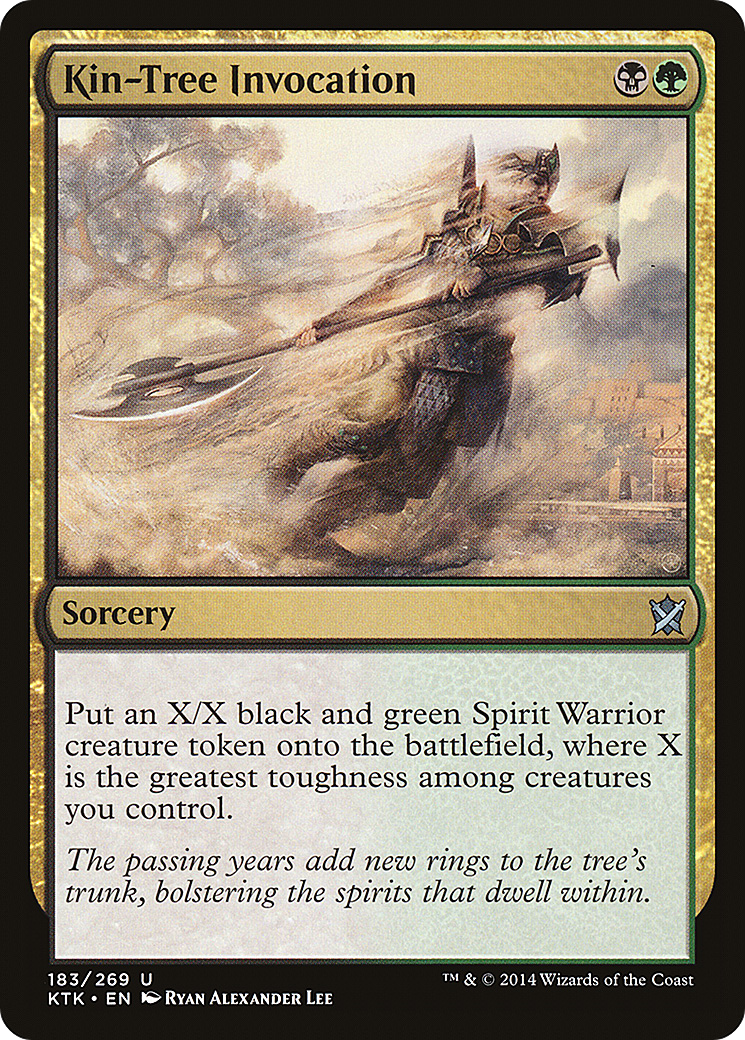 Kin-Tree Invocation
Sorcery
Put an X/X black and green Spirit Warrior
creature token onto the battlefield, where X
is the greatest toughness among creatures
you control.
The passing years add new rings to the tree's
trunk, bolstering the spirits that dwell within.
183/269 U
™ & © 2014 Wizards of the Coast
KTK • EN Ryan Alexander Lee